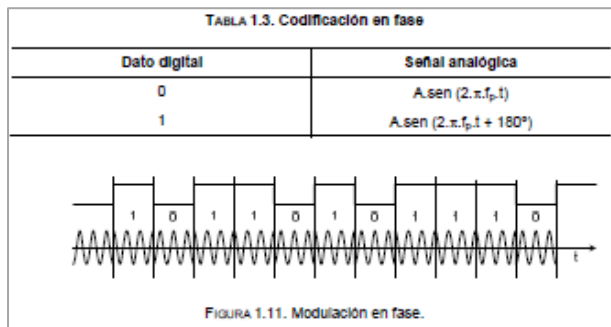 TABLA 1.3. Codificación en fase
Dato digital Señal analógica
0 A.sen (2.π.fₚ.t)
1 A.sen (2.π.fₚ.t + 180º)
1 0 1 1 0 1 0 1 1 1 0
t
FIGURA 1.11. Modulación en fase.